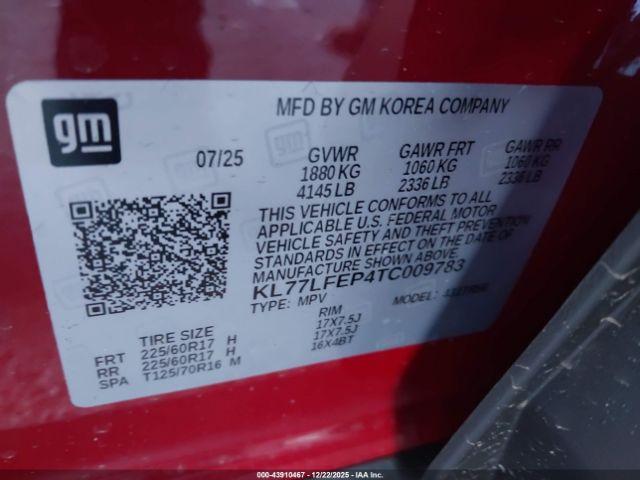 gm
MFD BY GM KOREA COMPANY
07/25 GVWR GAWR FRT GAWR RR
1880 KG 1060 KG 1060 KG
4145 LB 2336 LB 2336 LB
THIS VEHICLE CONFORMS TO ALL
APPLICABLE U.S. FEDERAL MOTOR
VEHICLE SAFETY AND THEFT PREVENTION
STANDARDS IN EFFECT ON THE DATE OF
MANUFACTURE SHOWN ABOVE.
KL77LFEP4TC009783
TYPE: MPV MODEL:
TIRE SIZE RIM
FRT 225/60R17 H 17X7.5J
RR 225/60R17 H 17X7.5J
SPA T125/70R16 M 16X4BT
000-43910467 - 12/22/2025 - IAA Inc.